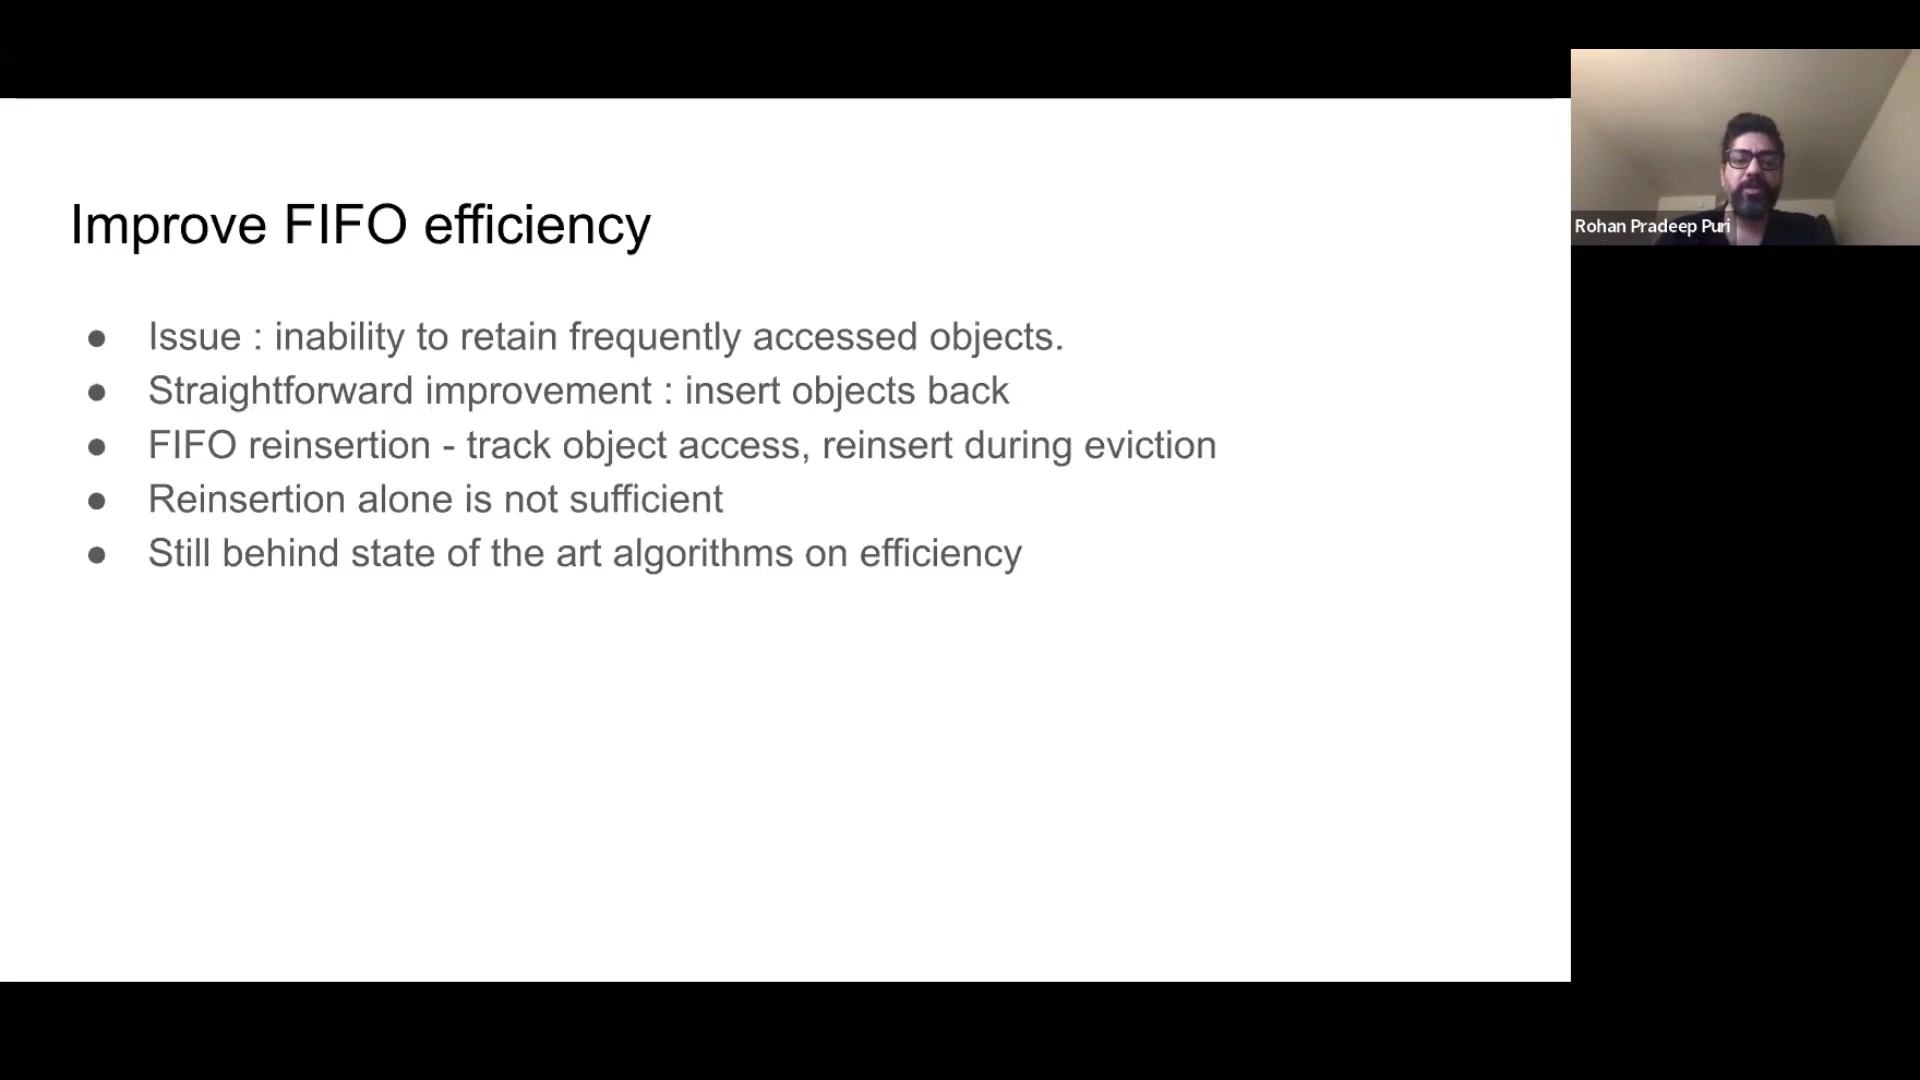 Improve FIFO efficiency
● Issue : inability to retain frequently accessed objects.
● Straightforward improvement : insert objects back
● FIFO reinsertion - track object access, reinsert during eviction
● Reinsertion alone is not sufficient
● Still behind state of the art algorithms on efficiency
Rohan Pradeep Puri